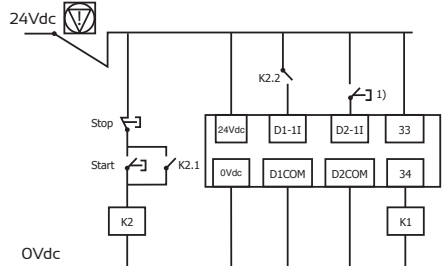 24Vdc
K2.2
1)
Stop
24Vdc D1-1I D2-1I 33
Start K2.1
0Vdc D1COM D2COM 34
K2 K1
0Vdc